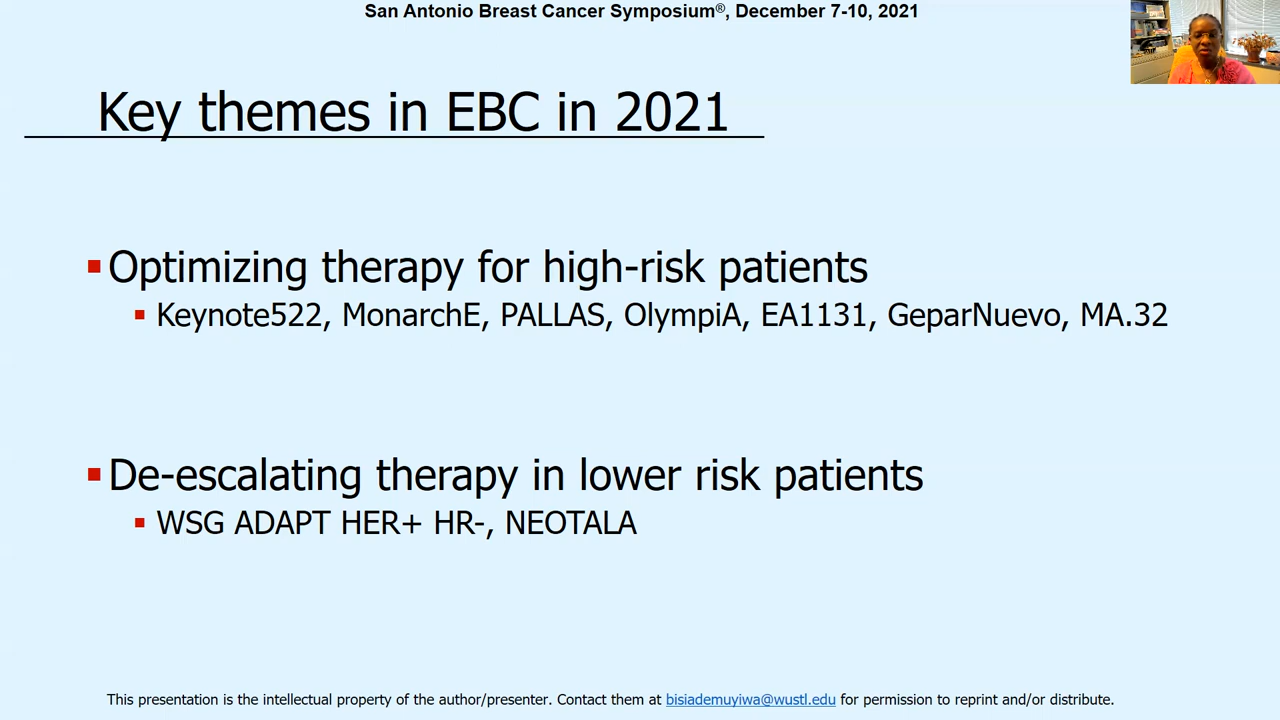 San Antonio Breast Cancer Symposium®, December 7-10, 2021
Key themes in EBC in 2021
Optimizing therapy for high-risk patients
Keynote522, MonarchE, PALLAS, OlympiA, EA1131, GeparNuevo, MA.32
De-escalating therapy in lower risk patients
WSG ADAPT HER+ HR-, NEOTALA
This presentation is the intellectual property of the author/presenter. Contact them at bisiademuyiwa@wustl.edu for permission to reprint and/or distribute.